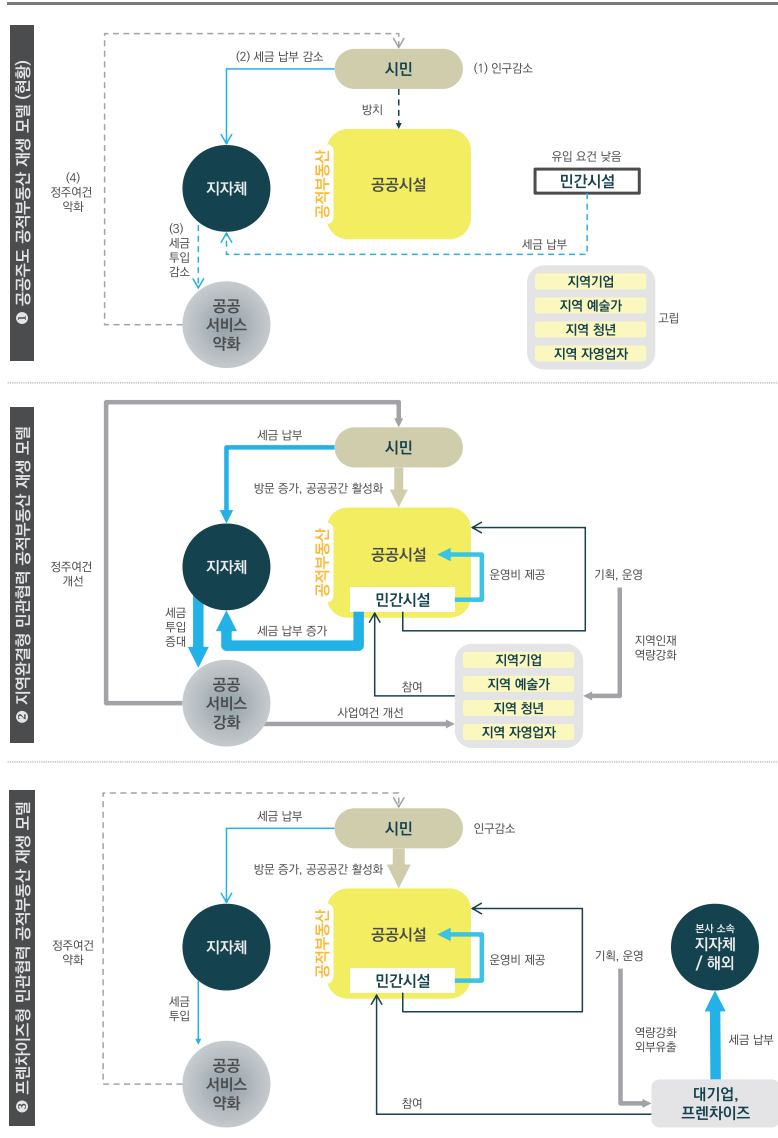 ❶ 공공주도 공적부동산 재생 모델 (현황)
(2) 세금 납부 감소
시민
(1) 인구감소
방치
(4)
정주여건
약화
지자체
공적부동산
공공시설
유입 요건 낮음
민간시설
(3)
세금
투입
감소
세금 납부
공공
서비스
약화
지역기업
지역 예술가
지역 청년
지역 자영업자
고립
❷ 지역완결형 민관협력 공적부동산 재생 모델
세금 납부
시민
방문 증가, 공공공간 활성화
정주여건
개선
지자체
공적부동산
공공시설
운영비 제공
기획, 운영
민간시설
세금
투입
증대
세금 납부 증가
지역인재
역량강화
참여
공공
서비스
강화
사업여건 개선
지역기업
지역 예술가
지역 청년
지역 자영업자
❸ 프렌차이즈형 민관협력 공적부동산 재생 모델
세금 납부
시민
인구감소
방문 증가, 공공공간 활성화
정주여건
약화
지자체
공적부동산
공공시설
운영비 제공
기획, 운영
민간시설
본사 소속
지자체
/ 해외
세금
투입
역량강화
외부유출
세금 납부
공공
서비스
약화
참여
대기업,
프렌차이즈